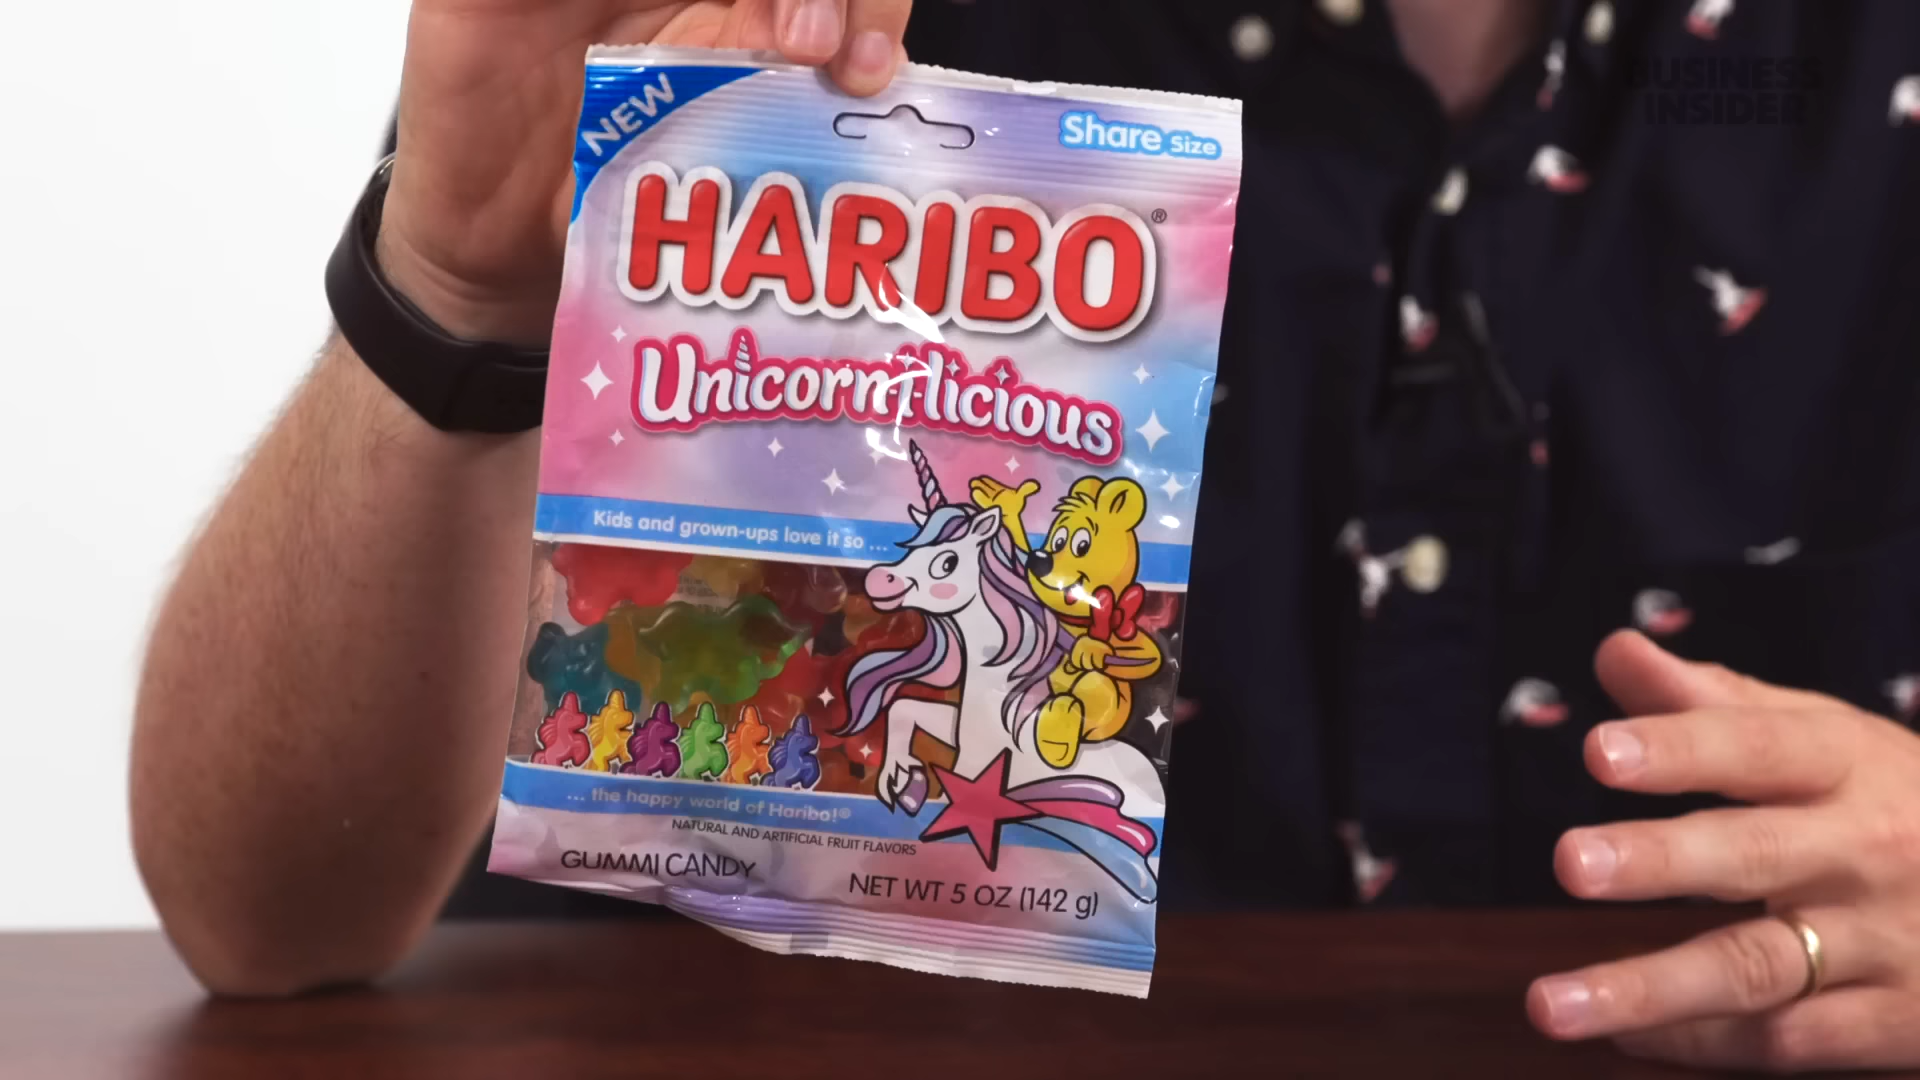 NEW
Share Size
BUSINESS
INSIDER
HARIBO®
Unicorn-i-licious
Kids and grown-ups love it so ...
... the happy world of Haribo!®
NATURAL AND ARTIFICIAL FRUIT FLAVORS
GUMMI CANDY
NET WT 5 OZ (142 g)